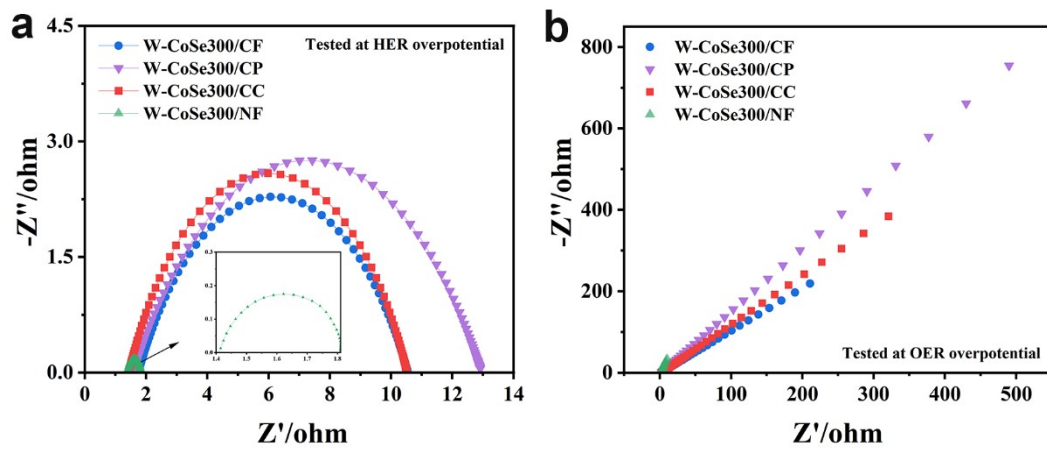 a
Tested at HER overpotential
W-CoSe300/CF
W-CoSe300/CP
W-CoSe300/CC
W-CoSe300/NF
-Z''/ohm
4.5
3.0
1.5
0.0
0.3
0.2
0.1
0.0
1.4 1.5 1.6 1.7 1.8
0 2 4 6 8 10 12 14
Z'/ohm
b
W-CoSe300/CF
W-CoSe300/CP
W-CoSe300/CC
W-CoSe300/NF
-Z''/ohm
800
600
400
200
0
Tested at OER overpotential
0 100 200 300 400 500
Z'/ohm